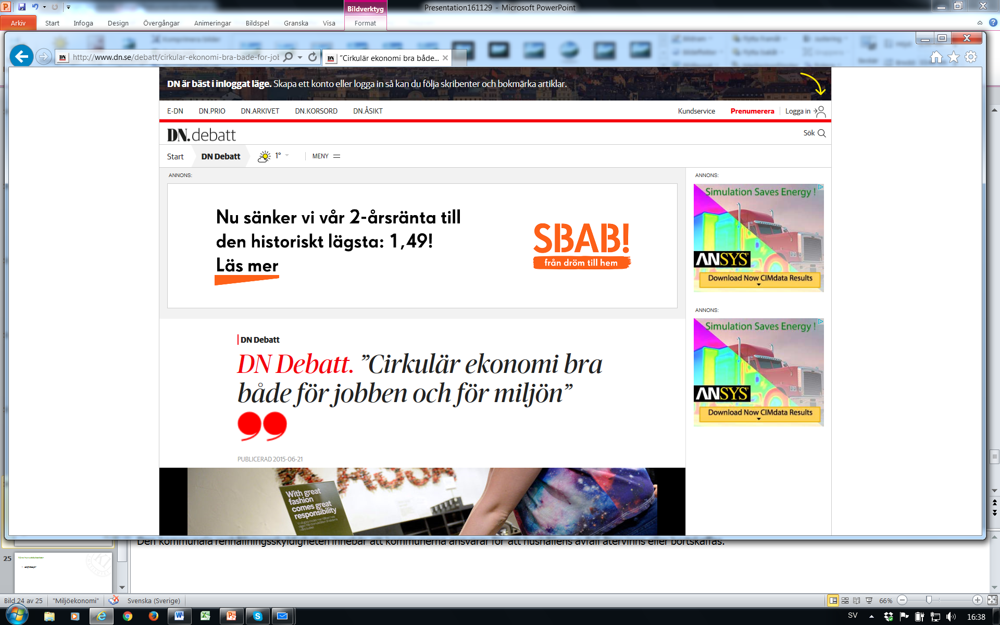 Presentation161129 - Microsoft PowerPoint
Bildverktyg
Arkiv Start Infoga Design Övergångar Animeringar Bildspel Granska Visa Format
http://www.dn.se/debatt/cirkular-ekonomi-bra-bade-for-jol
”Cirkulär ekonomi bra både...
DN är bäst i inloggat läge. Skapa ett konto eller logga in så kan du följa skribenter och bokmärka artiklar.
E-DN DN.PRIO DN.ARKIVET DN.KORSORD DN.ÅSIKT Kundservice Prenumerera Logga in
DN.debatt
Sök
Start DN Debatt 1° MENY
ANNONS:
Nu sänker vi vår 2-årsränta till
den historiskt lägsta: 1,49!
Läs mer
SBAB!
från dröm till hem
ANNONS:
Simulation Saves Energy !
ANSYS
Download Now CIMdata Results
ANNONS:
Simulation Saves Energy !
ANSYS
Download Now CIMdata Results
DN Debatt
DN Debatt. ”Cirkulär ekonomi bra
både för jobben och för miljön”
PUBLICERAD 2015-06-21
With great
fashion
comes great
responsibility
Den kommunala renhållningsskyldigheten innebär att kommunerna ansvarar för att hushållens avfall återvinns eller bortskaffas.
25
Bild 24 av 25 "Miljöekonomi" Svenska (Sverige) 66%
SV 16:38